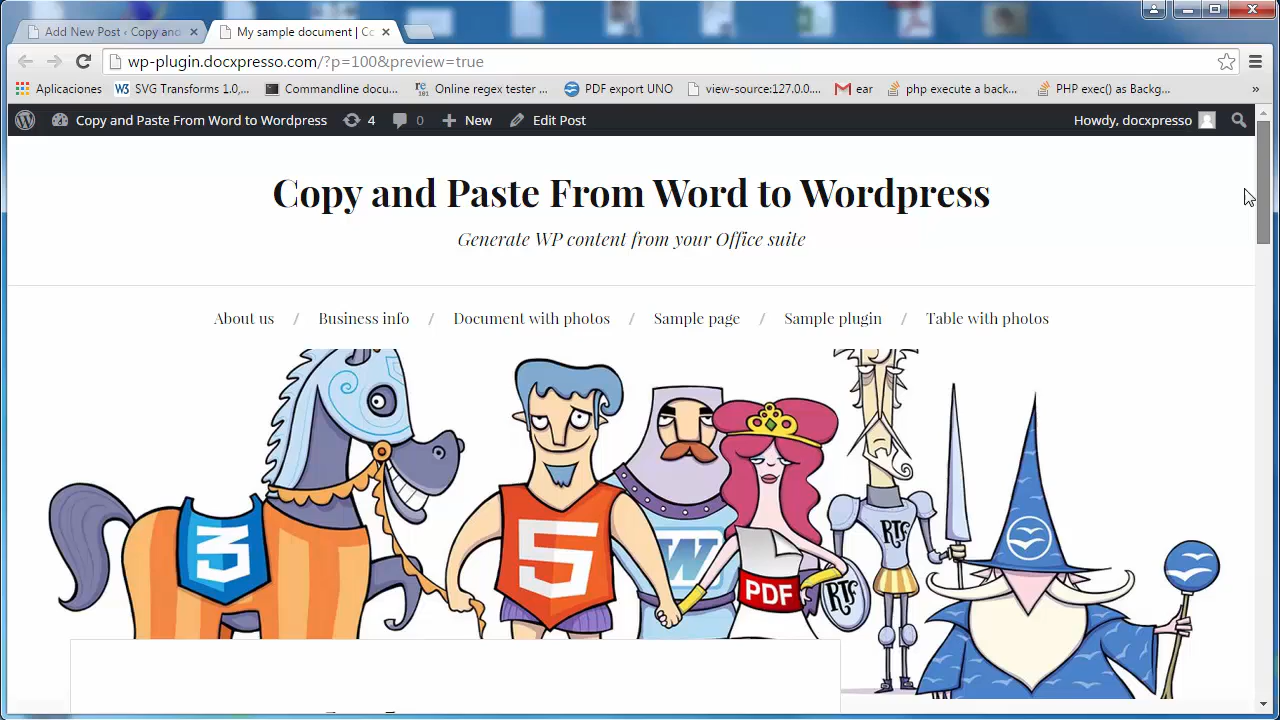 Add New Post ‹ Copy and
My sample document | Co
wp-plugin.docxpresso.com/?p=100&preview=true
Aplicaciones
W3 SVG Transforms 1.0,...
Commandline docu...
re 101 Online regex tester ...
PDF export UNO
view-source:127.0.0....
ear
php execute a back...
PHP exec() as Backg...
»
Copy and Paste From Word to Wordpress
4
0
New
Edit Post
Howdy, docxpresso
Copy and Paste From Word to Wordpress
Generate WP content from your Office suite
About us / Business info / Document with photos / Sample page / Sample plugin / Table with photos
3
5
W
PDF
RTF
RTF